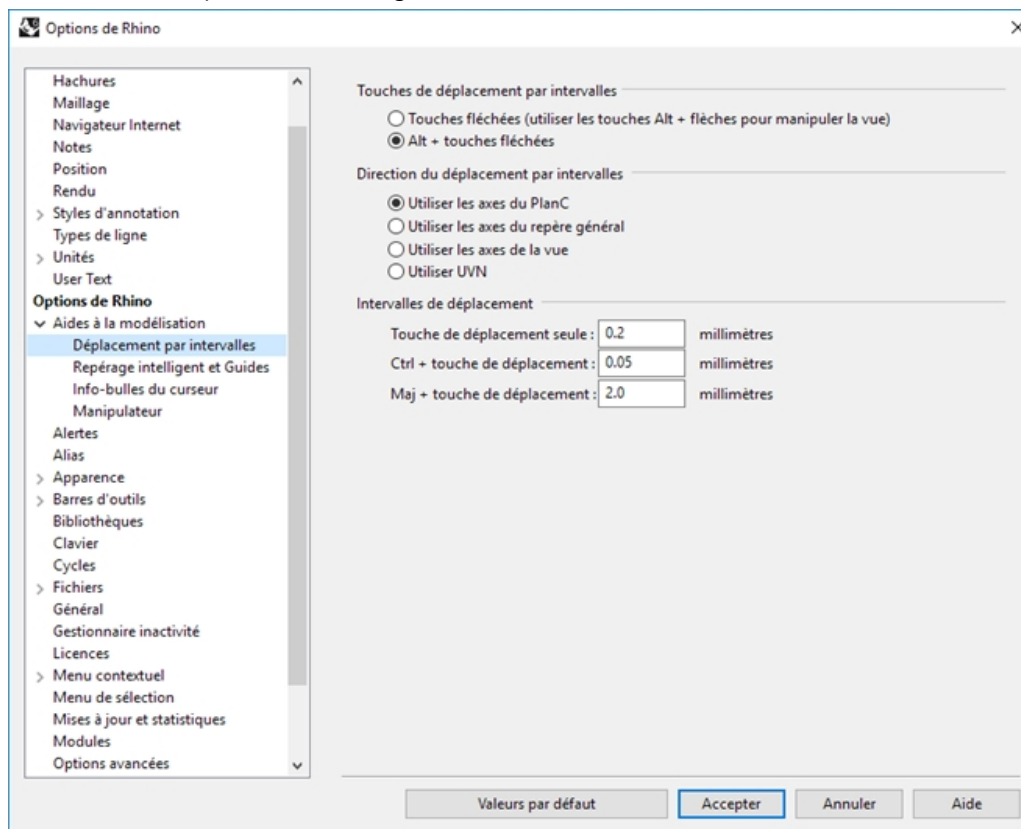 Options de Rhino
Hachures
Maillage
Navigateur Internet
Notes
Position
Rendu
Styles d'annotation
Types de ligne
Unités
User Text
Options de Rhino
Aides à la modélisation
Déplacement par intervalles
Repérage intelligent et Guides
Info-bulles du curseur
Manipulateur
Alertes
Alias
Apparence
Barres d'outils
Bibliothèques
Clavier
Cycles
Fichiers
Général
Gestionnaire inactivité
Licences
Menu contextuel
Menu de sélection
Mises à jour et statistiques
Modules
Options avancées
Touches de déplacement par intervalles
Touches fléchées (utiliser les touches Alt + flèches pour manipuler la vue)
Alt + touches fléchées
Direction du déplacement par intervalles
Utiliser les axes du PlanC
Utiliser les axes du repère général
Utiliser les axes de la vue
Utiliser UVN
Intervalles de déplacement
Touche de déplacement seule : 0.2 millimètres
Ctrl + touche de déplacement : 0.05 millimètres
Maj + touche de déplacement : 2.0 millimètres
Valeurs par défaut Accepter Annuler Aide